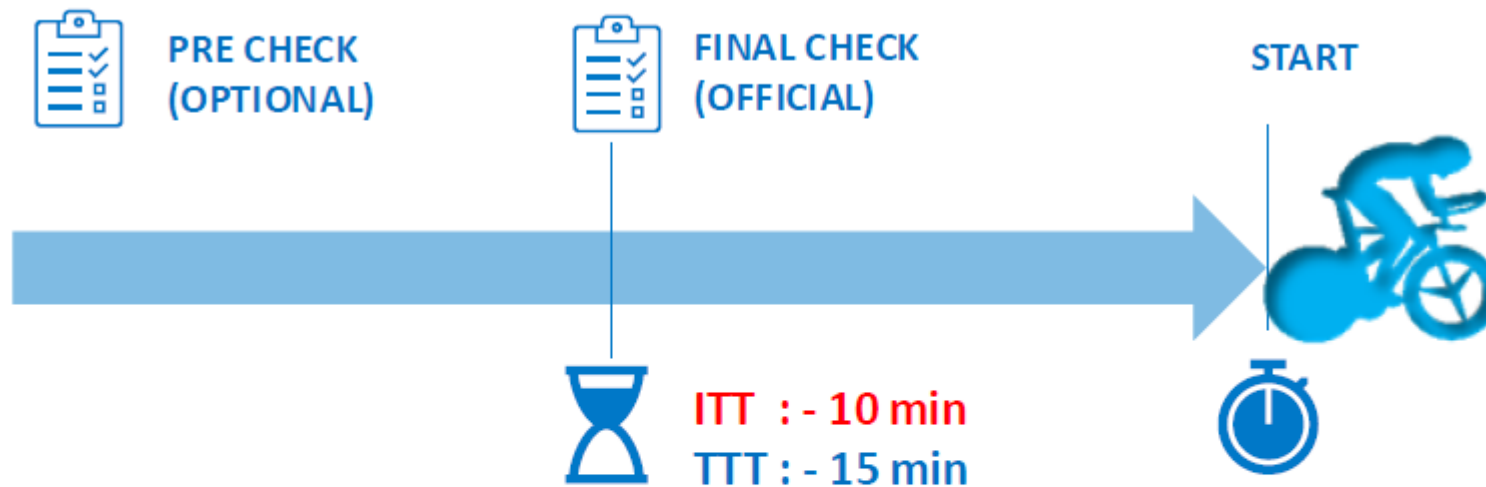 PRE CHECK
(OPTIONAL)
FINAL CHECK
(OFFICIAL)
START
ITT : - 10 min
TTT : - 15 min